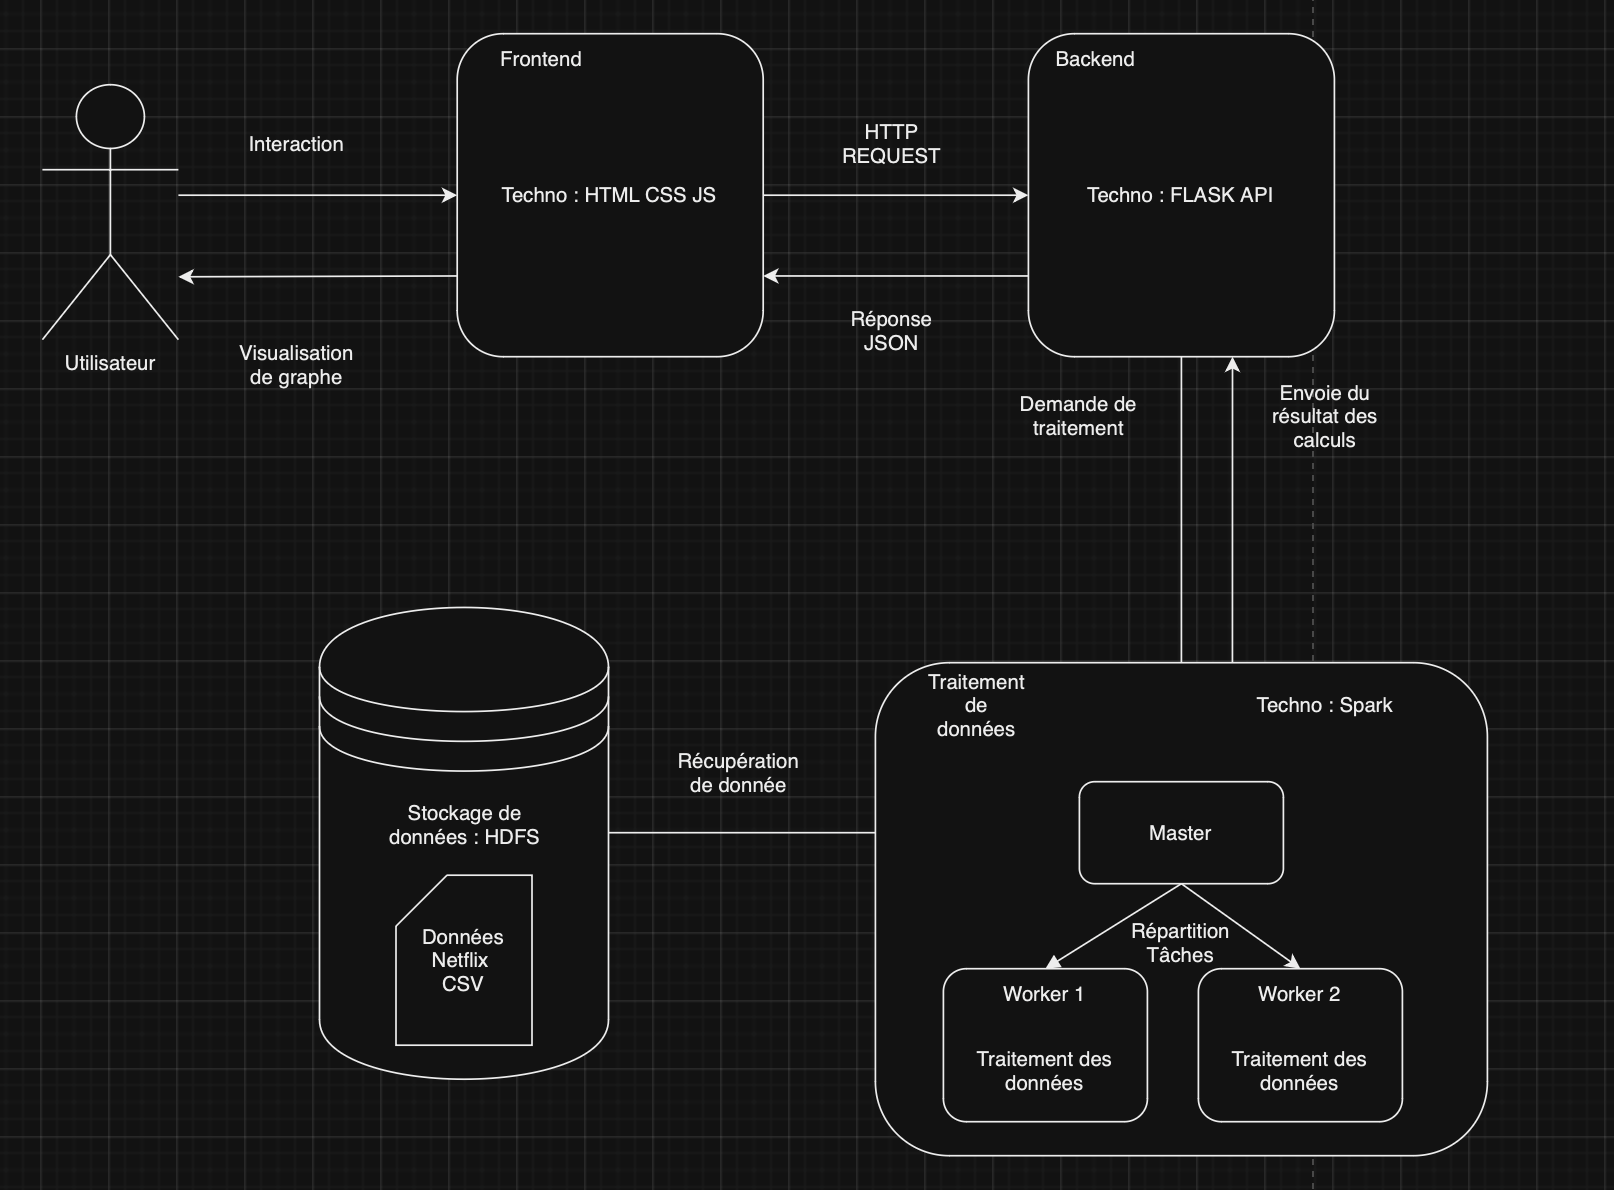 Frontend
Backend
Interaction
HTTP
REQUEST
Techno : HTML CSS JS
Techno : FLASK API
Réponse
JSON
Utilisateur
Visualisation
de graphe
Demande de
traitement
Envoie du
résultat des
calculs
Traitement
de
données
Techno : Spark
Récupération
de donnée
Stockage de
données : HDFS
Master
Données
Netflix
CSV
Répartition
Tâches
Worker 1
Worker 2
Traitement des
données
Traitement des
données